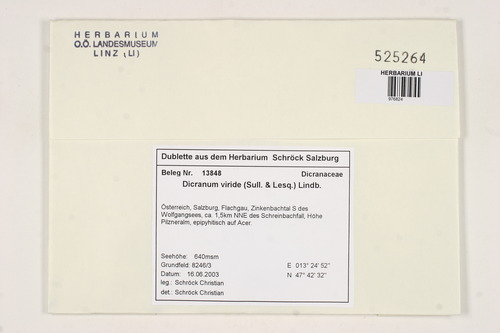 HERBARIUM
O.Ö. LANDESMUSEUM
LINZ (LI)
525264
HERBARIUM LI
976824
Dublette aus dem Herbarium Schröck Salzburg
Beleg Nr. 13848 Dicranaceae
Dicranum viride (Sull. & Lesq.) Lindb.
Österreich, Salzburg, Flachgau, Zinkenbachtal S des
Wolfgangsees, ca. 1,5km NNE des Schreinbachfall, Höhe
Pilzneralm, epipyhitisch auf Acer.
Seehöhe: 640msm
Grundfeld: 8246/3 E 013° 24' 52''
Datum: 16.06.2003 N 47° 42' 32''
leg.: Schröck Christian
det.: Schröck Christian